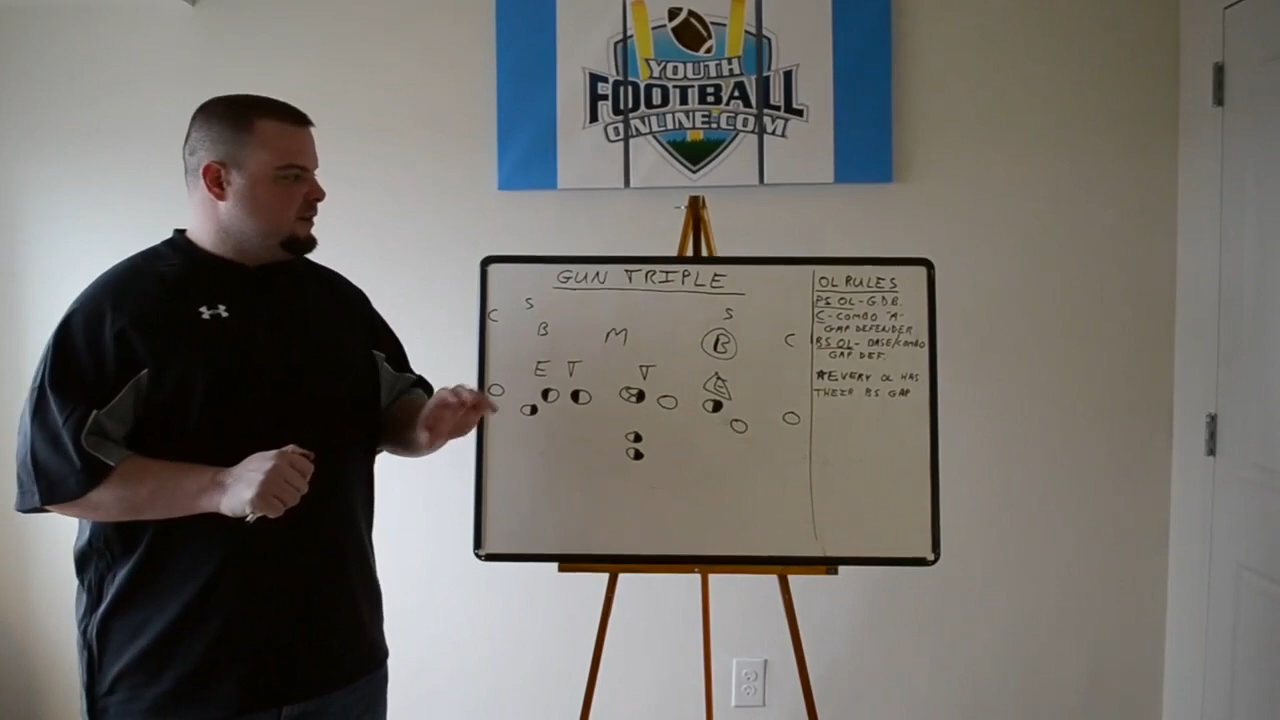 YOUTH
FOOTBALL
ONLINE.COM
GUN TRIPLE
C S S
B M B C
E T T E
OL RULES
PS OL-G.D.B.
C-COMBO "A"
GAP DEFENDER
BS OL- BASE/COMBO
GAP DEF.
★EVERY OL HAS
THEIR BS GAP